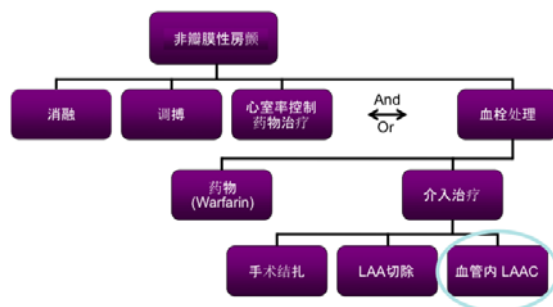 非瓣膜性房颤
消融
调搏
心室率控制
药物治疗
And
Or
血栓处理
药物
(Warfarin)
介入治疗
手术结扎
LAA切除
血管内 LAAC